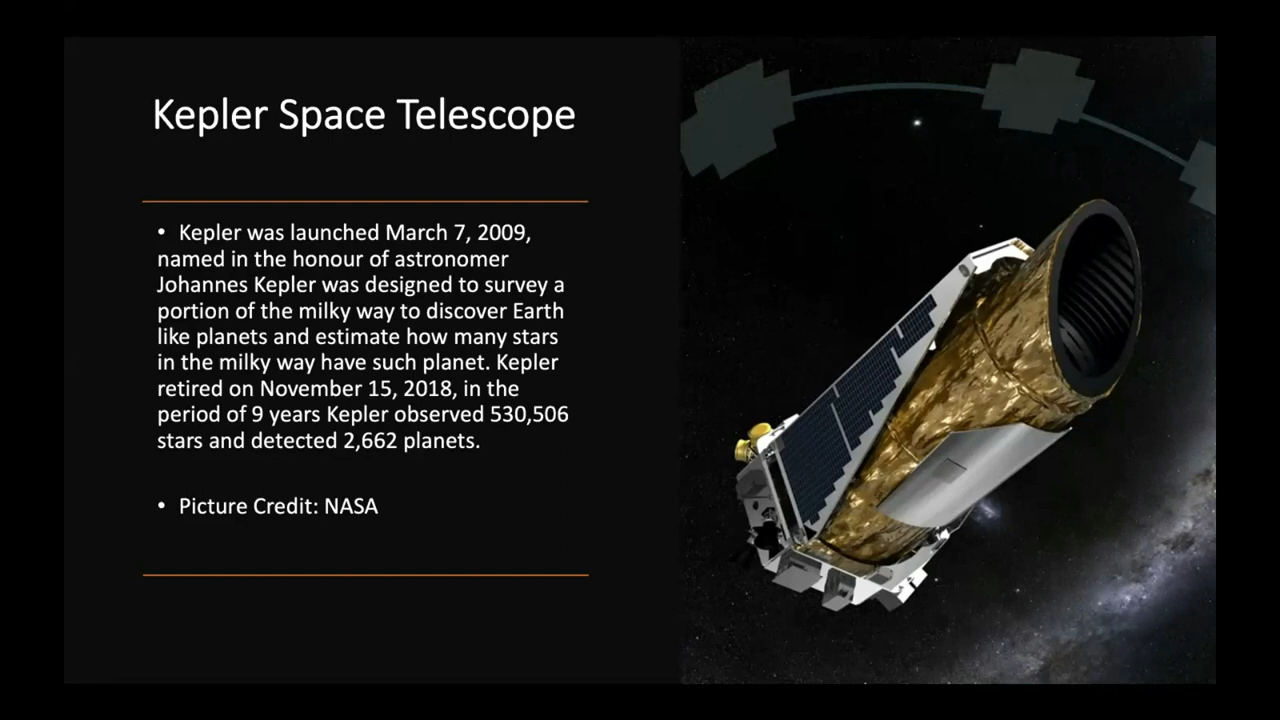 Kepler Space Telescope
• Kepler was launched March 7, 2009,
named in the honour of astronomer
Johannes Kepler was designed to survey a
portion of the milky way to discover Earth
like planets and estimate how many stars
in the milky way have such planet. Kepler
retired on November 15, 2018, in the
period of 9 years Kepler observed 530,506
stars and detected 2,662 planets.
• Picture Credit: NASA